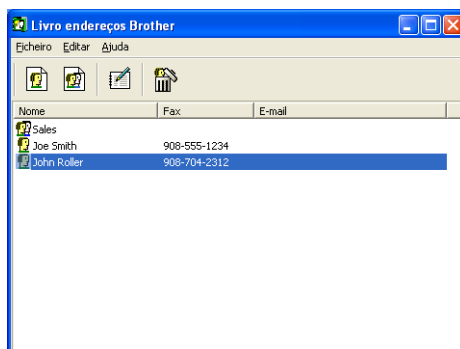 Livro endereços Brother
Ficheiro Editar Ajuda
Nome Fax E-mail
Sales
Joe Smith 908-555-1234
John Roller 908-704-2312